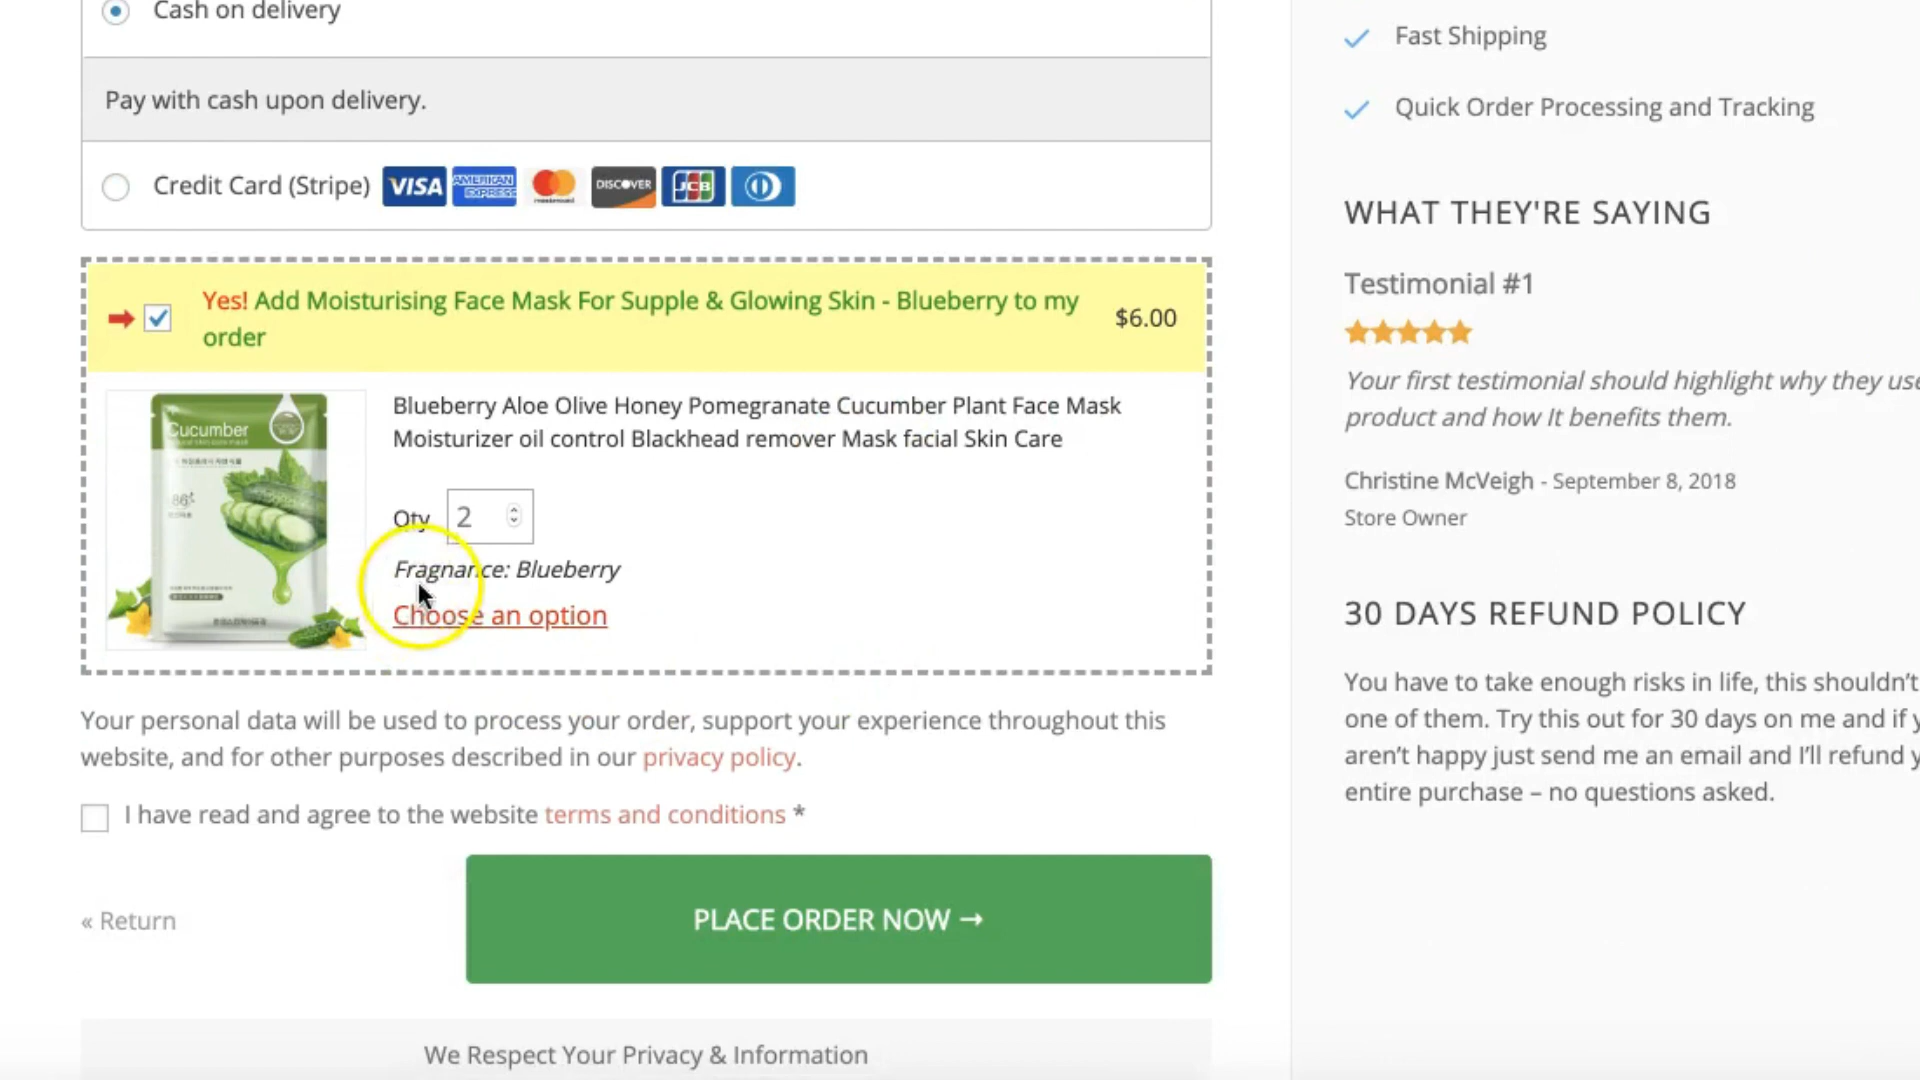 Cash on delivery
Pay with cash upon delivery.
Credit Card (Stripe) VISA AMERICAN EXPRESS mastercard DISCOVER JCB
Yes! Add Moisturising Face Mask For Supple & Glowing Skin - Blueberry to my
order
$6.00
Cucumber
Blueberry Aloe Olive Honey Pomegranate Cucumber Plant Face Mask
Moisturizer oil control Blackhead remover Mask facial Skin Care
Qty 2
Fragnance: Blueberry
Choose an option
Your personal data will be used to process your order, support your experience throughout this
website, and for other purposes described in our privacy policy.
I have read and agree to the website terms and conditions *
« Return
PLACE ORDER NOW →
We Respect Your Privacy & Information
Fast Shipping
Quick Order Processing and Tracking
WHAT THEY'RE SAYING
Testimonial #1
Your first testimonial should highlight why they use
product and how It benefits them.
Christine McVeigh - September 8, 2018
Store Owner
30 DAYS REFUND POLICY
You have to take enough risks in life, this shouldn't
one of them. Try this out for 30 days on me and if y
aren't happy just send me an email and I'll refund y
entire purchase – no questions asked.